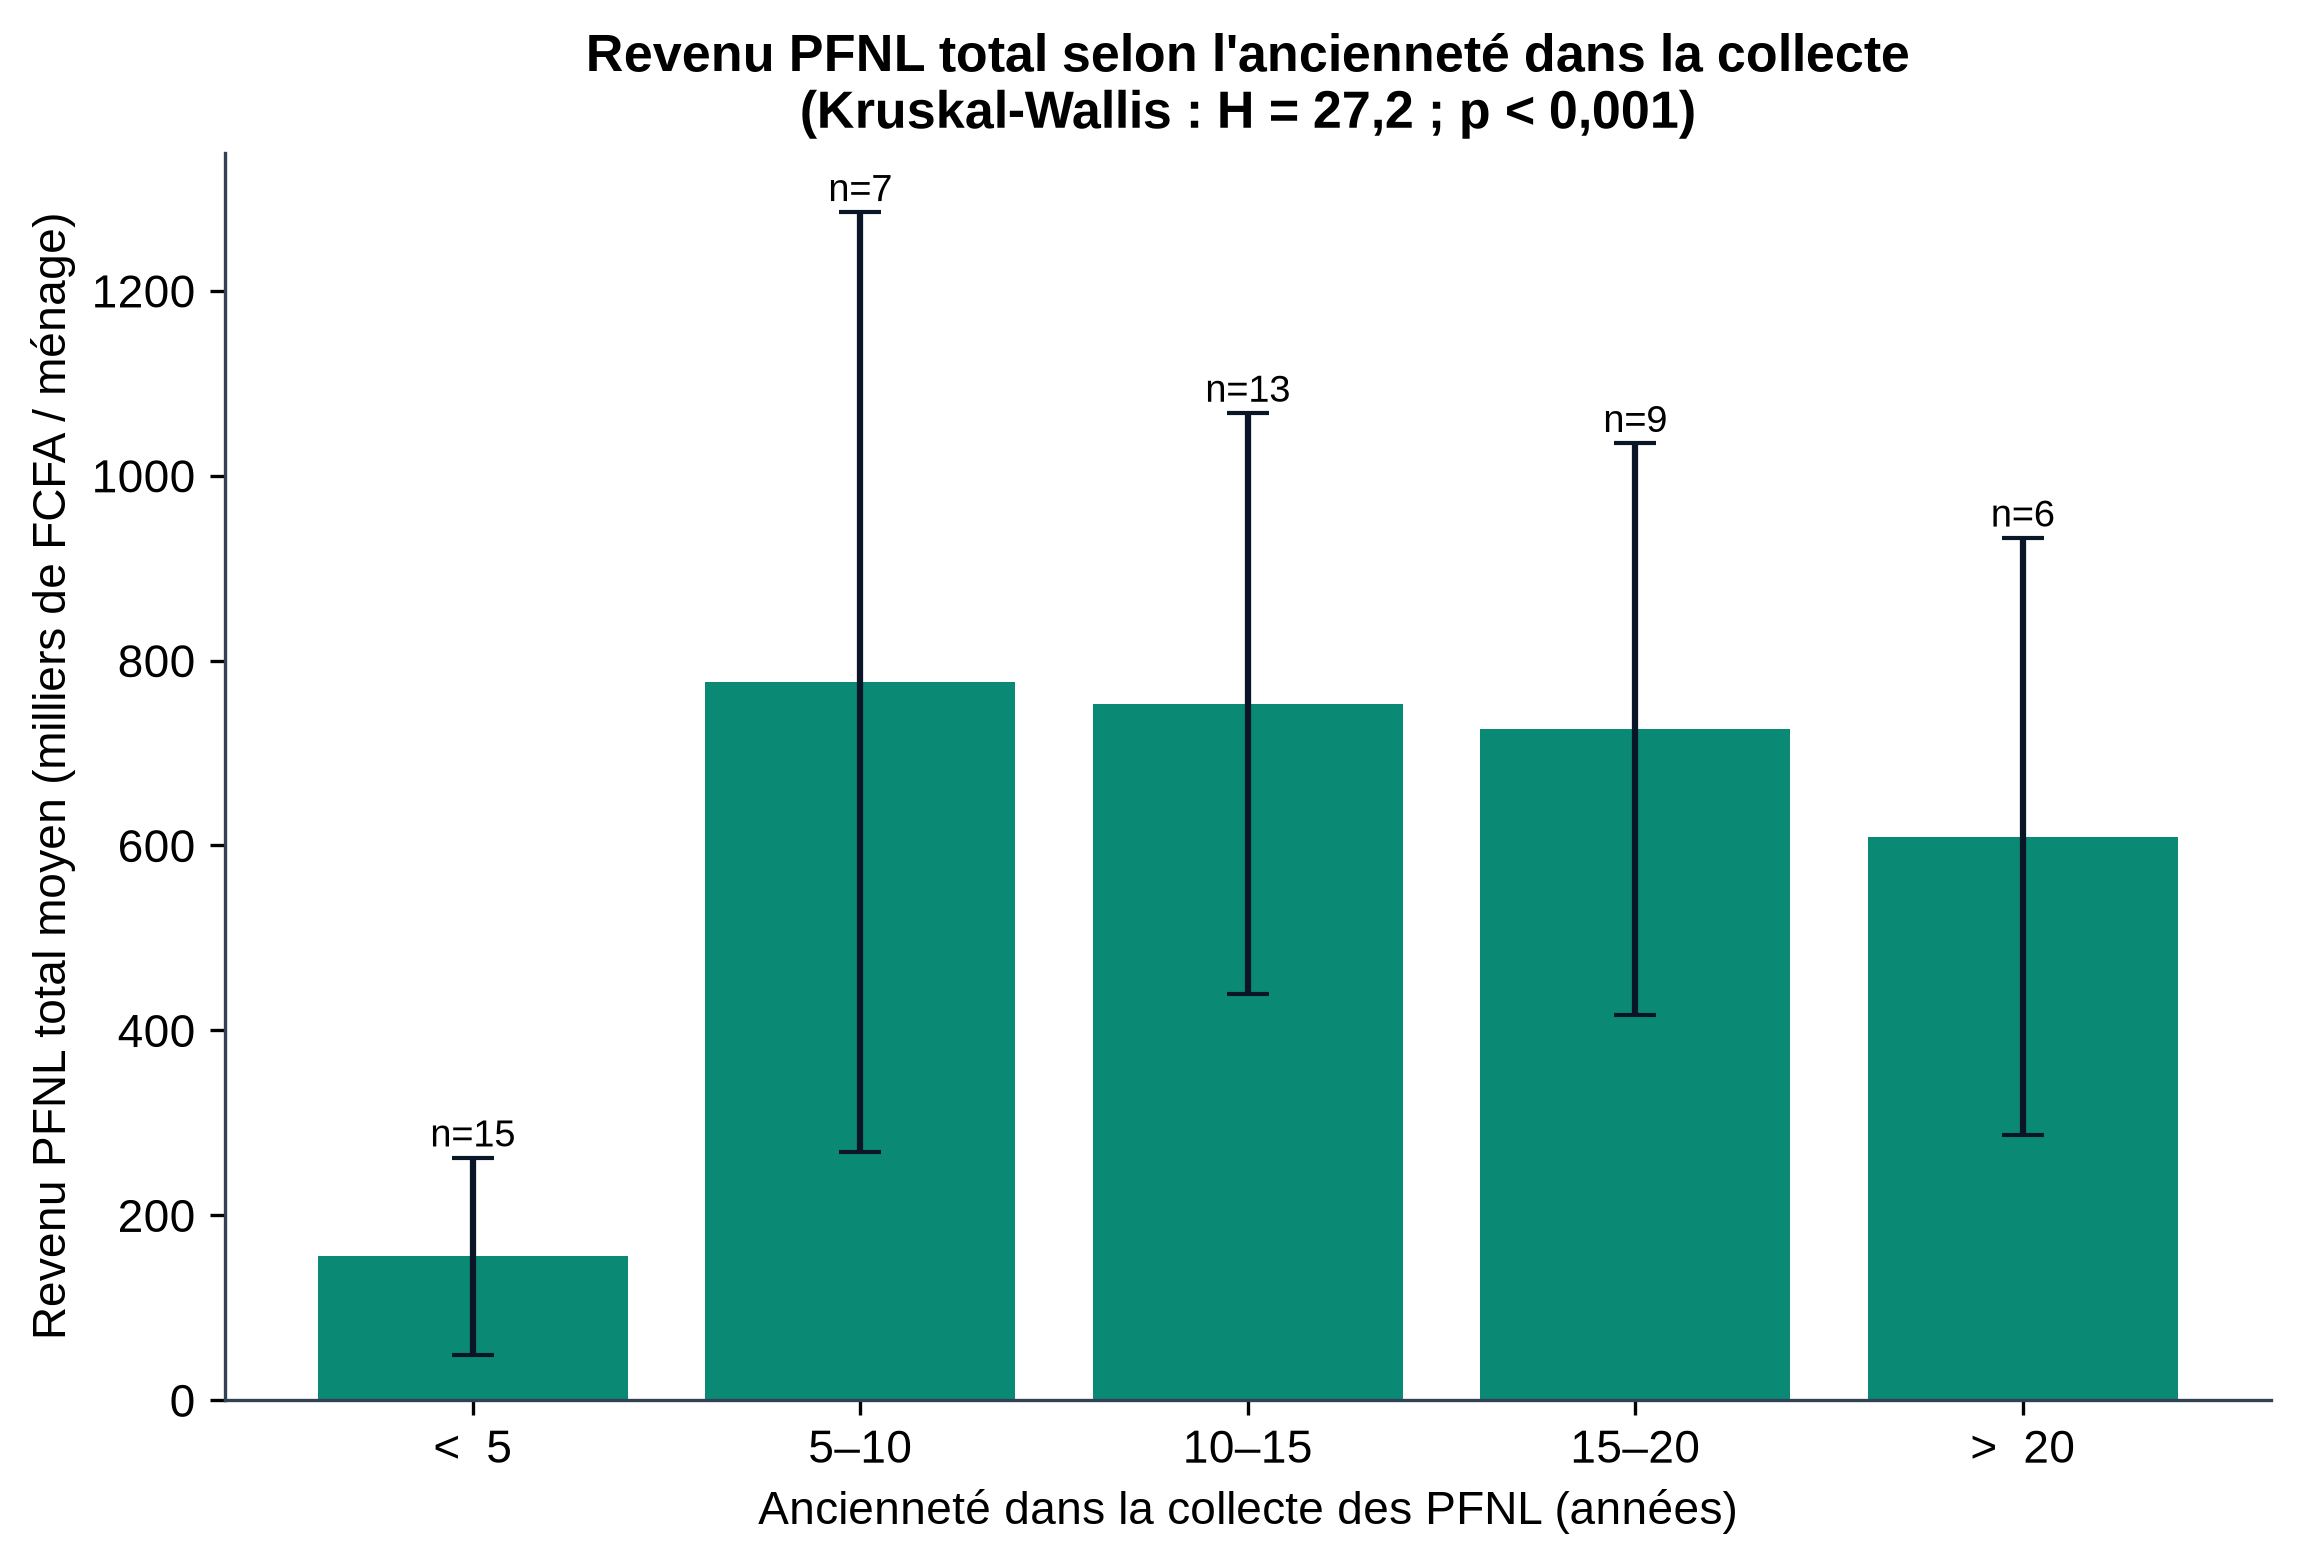 Revenu PFNL total selon l'ancienneté dans la collecte
(Kruskal-Wallis : H = 27,2 ; p < 0,001)
Revenu PFNL total moyen (milliers de FCFA / ménage)
1200
1000
800
600
400
200
0
n=15
n=7
n=13
n=9
n=6
< 5
5–10
10–15
15–20
> 20
Ancienneté dans la collecte des PFNL (années)